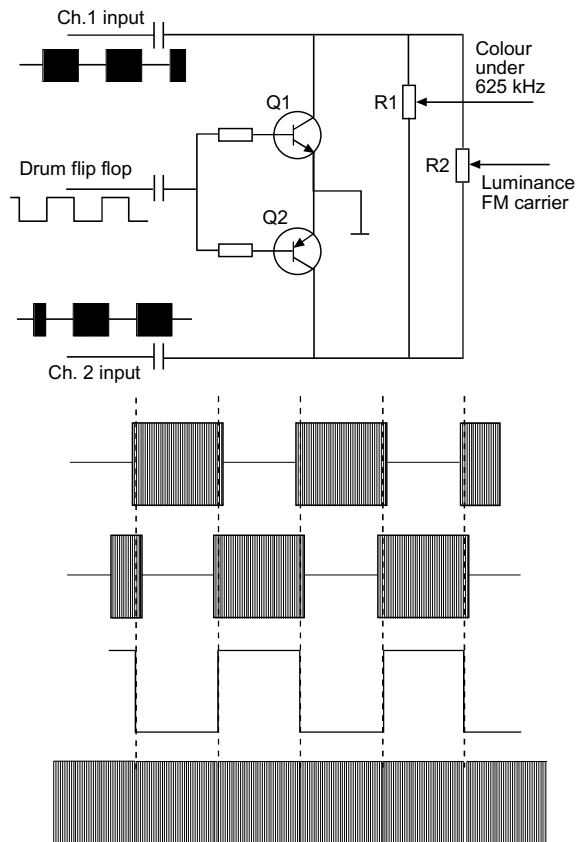 Ch.1 input
Colour
under
625 kHz
Q1
R1
Drum flip flop
R2
Luminance
FM carrier
Q2
Ch. 2 input